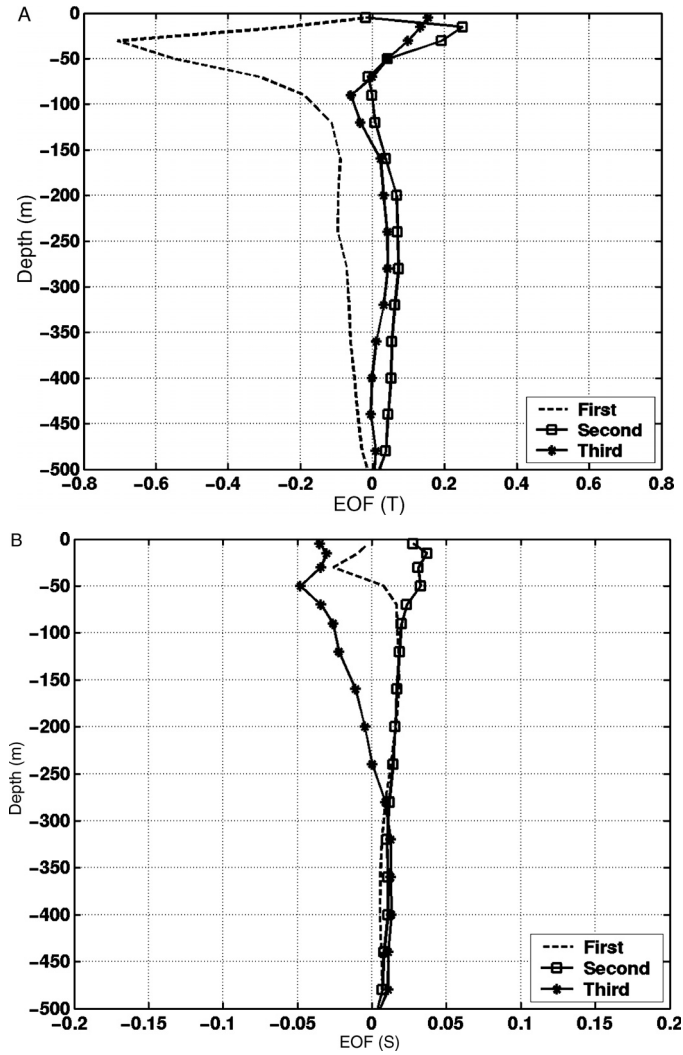 A
0
−50
−100
−150
−200
−250
−300
−350
−400
−450
−500
Depth (m)
First
Second
Third
−0.8 −0.6 −0.4 −0.2 0 0.2 0.4 0.6 0.8
EOF (T)
B
0
−50
−100
−150
−200
−250
−300
−350
−400
−450
−500
Depth (m)
First
Second
Third
−0.2 −0.15 −0.1 −0.05 0 0.05 0.1 0.15 0.2
EOF (S)